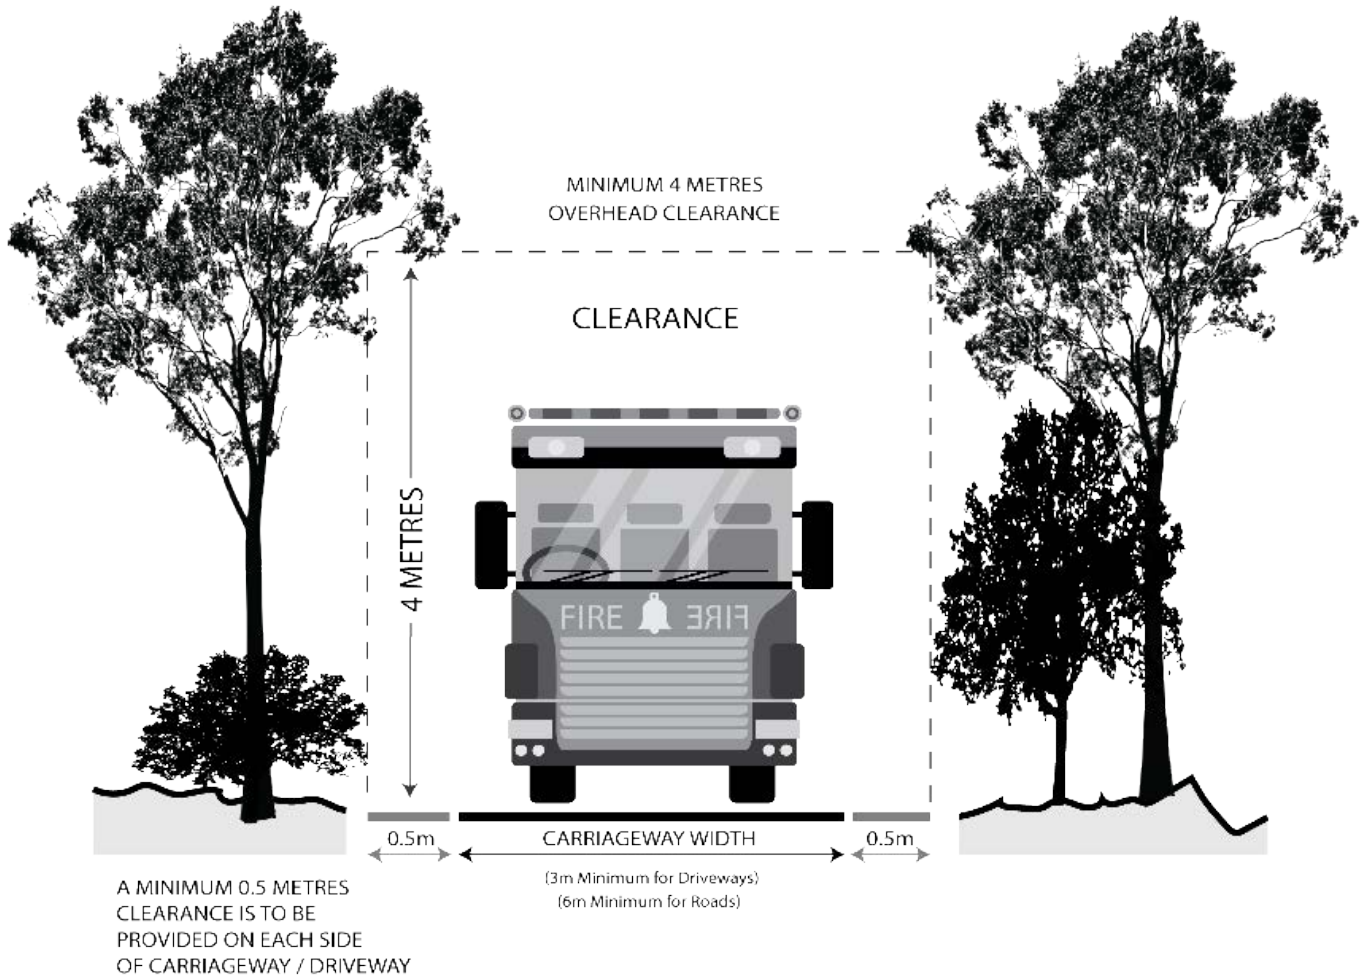 MINIMUM 4 METRES
OVERHEAD CLEARANCE
CLEARANCE
4 METRES
FIRE FIRE
0.5m
CARRIAGEWAY WIDTH
0.5m
(3m Minimum for Driveways)
(6m Minimum for Roads)
A MINIMUM 0.5 METRES
CLEARANCE IS TO BE
PROVIDED ON EACH SIDE
OF CARRIAGEWAY / DRIVEWAY